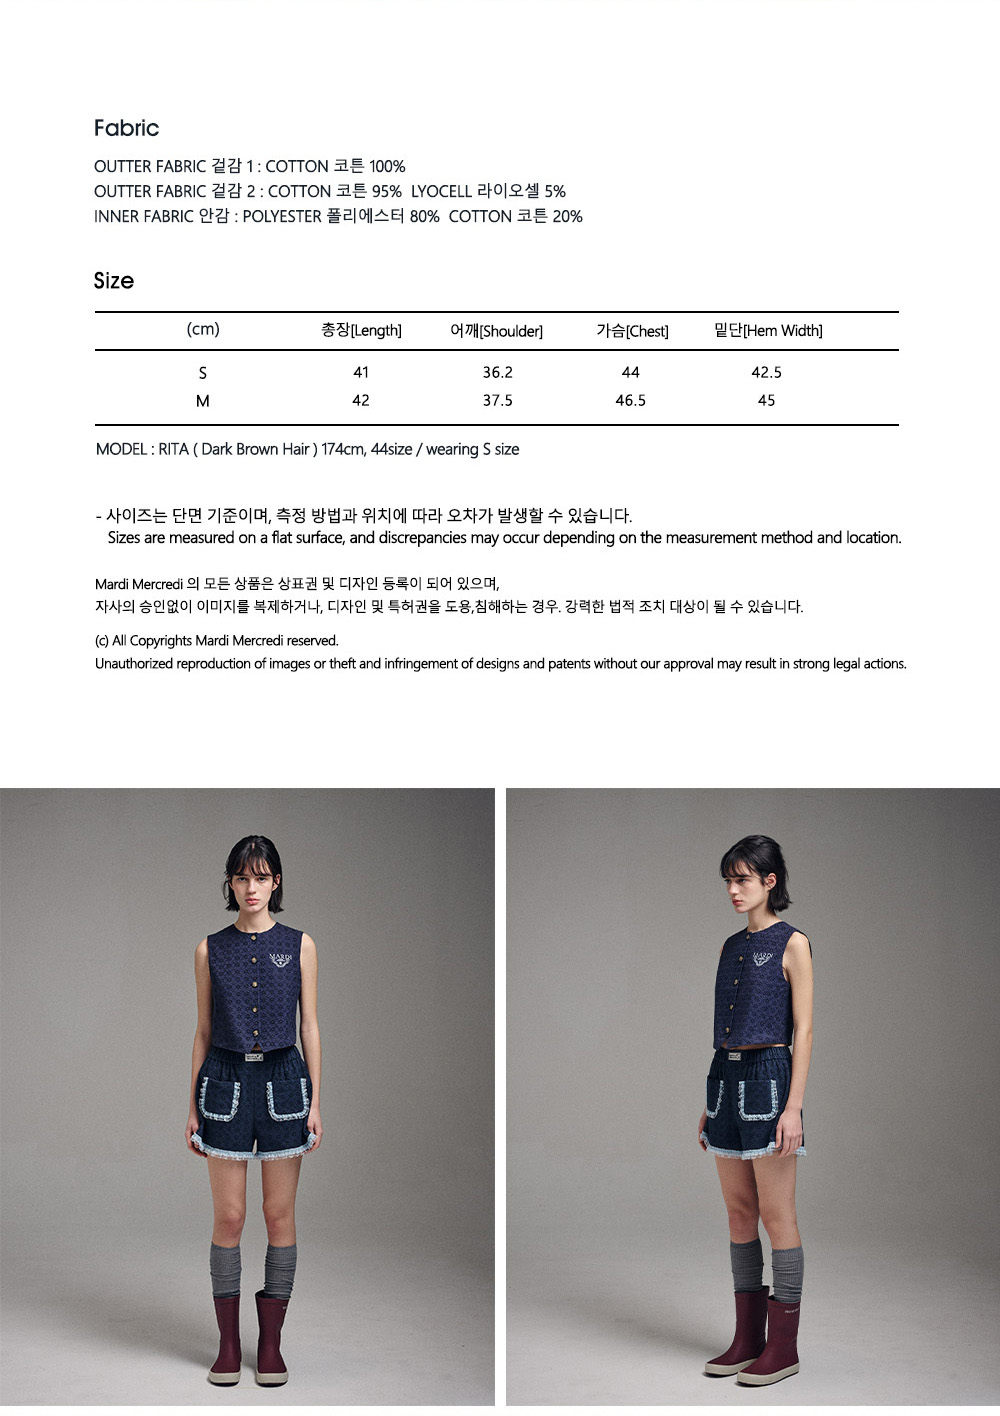 Fabric
OUTTER FABRIC 겉감 1 : COTTON 코튼 100%
OUTTER FABRIC 겉감 2 : COTTON 코튼 95%  LYOCELL 라이오셀 5%
INNER FABRIC 안감 : POLYESTER 폴리에스터 80%  COTTON 코튼 20%
Size
(cm) 총장[Length] 어깨[Shoulder] 가슴[Chest] 밑단[Hem Width]
S 41 36.2 44 42.5
M 42 37.5 46.5 45
MODEL : RITA ( Dark Brown Hair ) 174cm, 44size / wearing S size
- 사이즈는 단면 기준이며, 측정 방법과 위치에 따라 오차가 발생할 수 있습니다.
Sizes are measured on a flat surface, and discrepancies may occur depending on the measurement method and location.
Mardi Mercredi 의 모든 상품은 상표권 및 디자인 등록이 되어 있으며,
자사의 승인없이 이미지를 복제하거나, 디자인 및 특허권을 도용,침해하는 경우. 강력한 법적 조치 대상이 될 수 있습니다.
(c) All Copyrights Mardi Mercredi reserved.
Unauthorized reproduction of images or theft and infringement of designs and patents without our approval may result in strong legal actions.
MARDI
MARDI